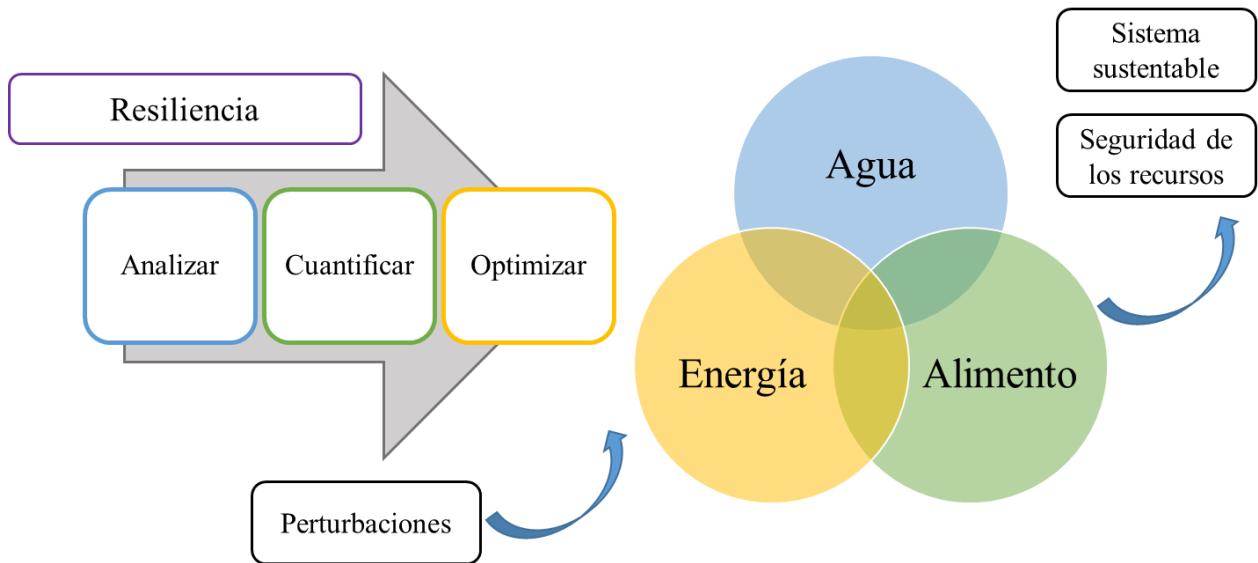 Resiliencia
Analizar
Cuantificar
Optimizar
Perturbaciones
Agua
Energía
Alimento
Sistema
sustentable
Seguridad de
los recursos